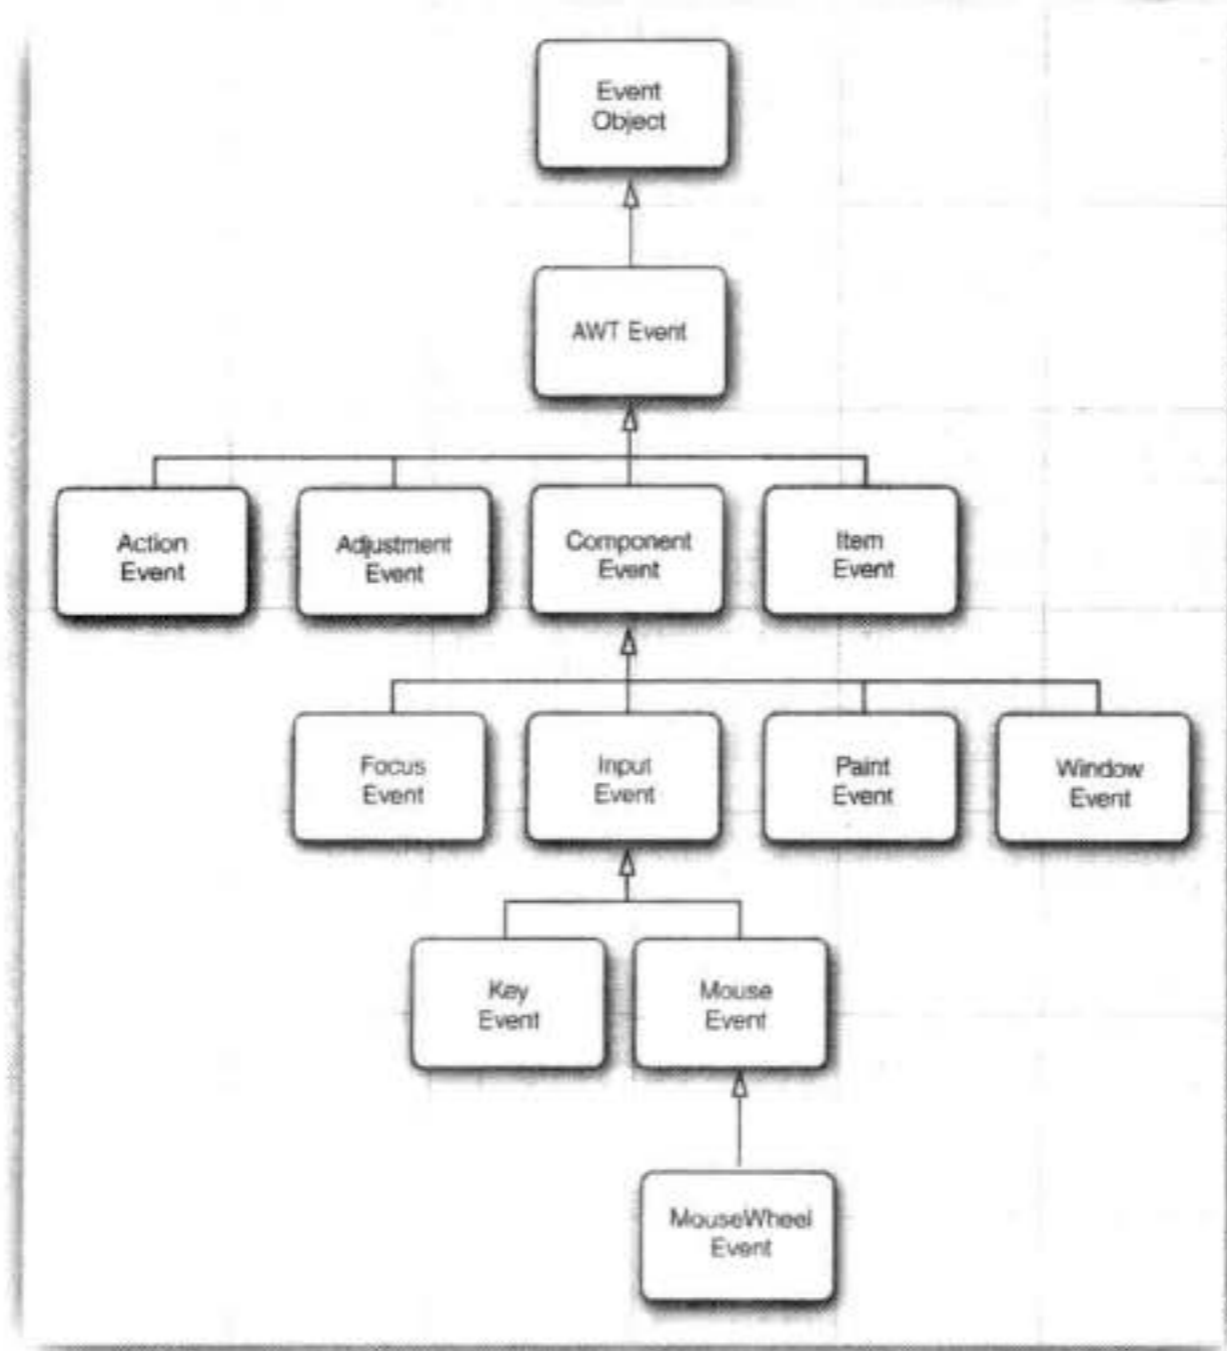 Event
Object
AWT Event
Action
Event
Adjustment
Event
Component
Event
Item
Event
Focus
Event
Input
Event
Paint
Event
Window
Event
Key
Event
Mouse
Event
MouseWheel
Event